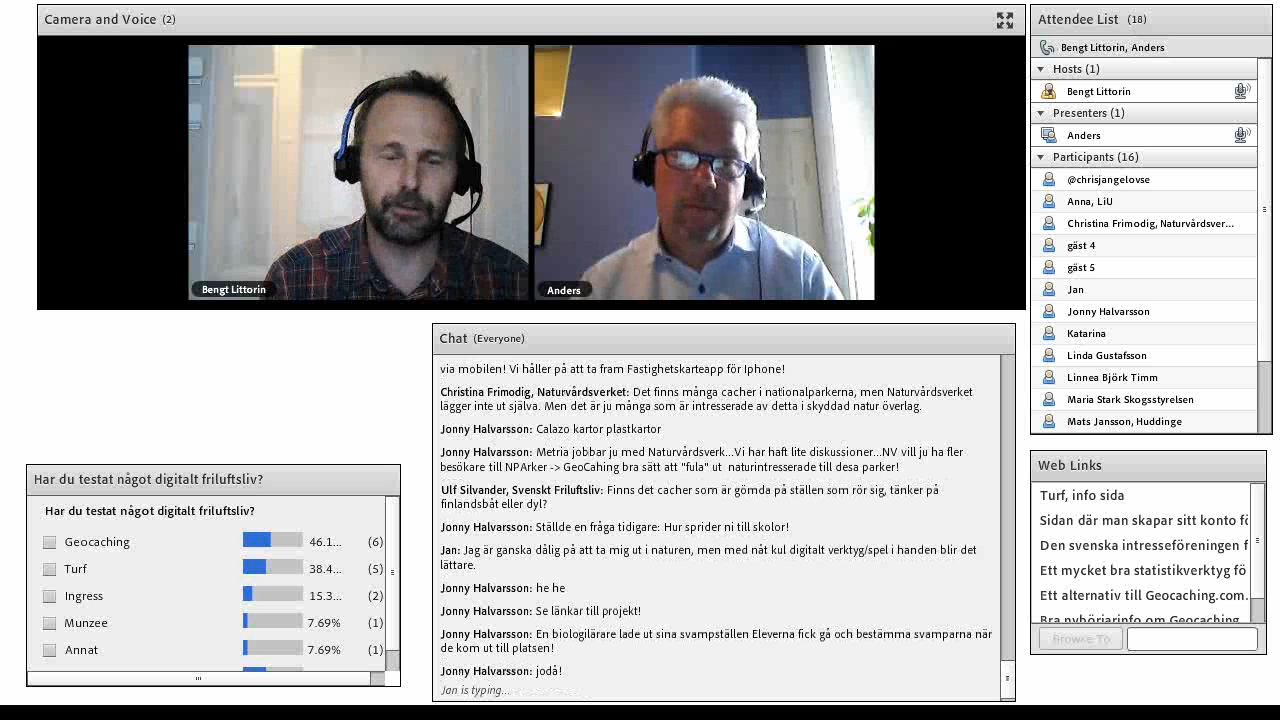 Camera and Voice (2)
Bengt Littorin
Anders
Attendee List (18)
Bengt Littorin, Anders
Hosts (1)
Bengt Littorin
Presenters (1)
Anders
Participants (16)
@chrisjangelovse
Anna, LiU
Christina Frimodig, Naturvårdsver...
gäst 4
gäst 5
Jan
Jonny Halvarsson
Katarina
Linda Gustafsson
Linnea Björk Timm
Maria Stark Skogsstyrelsen
Mats Jansson, Huddinge
Chat (Everyone)
via mobilen! Vi håller på att ta fram Fastighetskarteapp för Iphone!
Christina Frimodig, Naturvårdsverket: Det finns många cacher i nationalparkerna, men Naturvårdsverket
lägger inte ut själva. Men det är ju många som är intresserade av detta i skyddad natur överlag.
Jonny Halvarsson: Calazo kartor plastkartor
Jonny Halvarsson: Metria jobbar ju med Naturvårdsverk...Vi har haft lite diskussioner...NV vill ju ha fler
besökare till NPArker -> GeoCahing bra sätt att "fula" ut naturintresserade till desa parker!
Ulf Silvander, Svenskt Friluftsliv: Finns det cacher som är gömda på ställen som rör sig, tänker på
finlandsbåt eller dyl?
Jonny Halvarsson: Ställde en fråga tidigare: Hur sprider ni till skolor!
Jan: Jag är ganska dålig på att ta mig ut i naturen, men med nåt kul digitalt verktyg/spel i handen blir det
lättare.
Jonny Halvarsson: he he
Jonny Halvarsson: Se länkar till projekt!
Jonny Halvarsson: En biologilärare lade ut sina svampställen Eleverna fick gå och bestämma svamparna när
de kom ut till platsen!
Jonny Halvarsson: jodå!
Jan is typing...
Har du testat något digitalt friluftsliv?
Har du testat något digitalt friluftsliv?
Geocaching 46.1... (6)
Turf 38.4... (5)
Ingress 15.3... (2)
Munzee 7.69% (1)
Annat 7.69% (1)
Web Links
Turf, info sida
Sidan där man skapar sitt konto fö
Den svenska intresseföreningen f
Ett mycket bra statistikverktyg fö
Ett alternativ till Geocaching.com.
Bra nybörjarinfo om Geocaching
Browse To